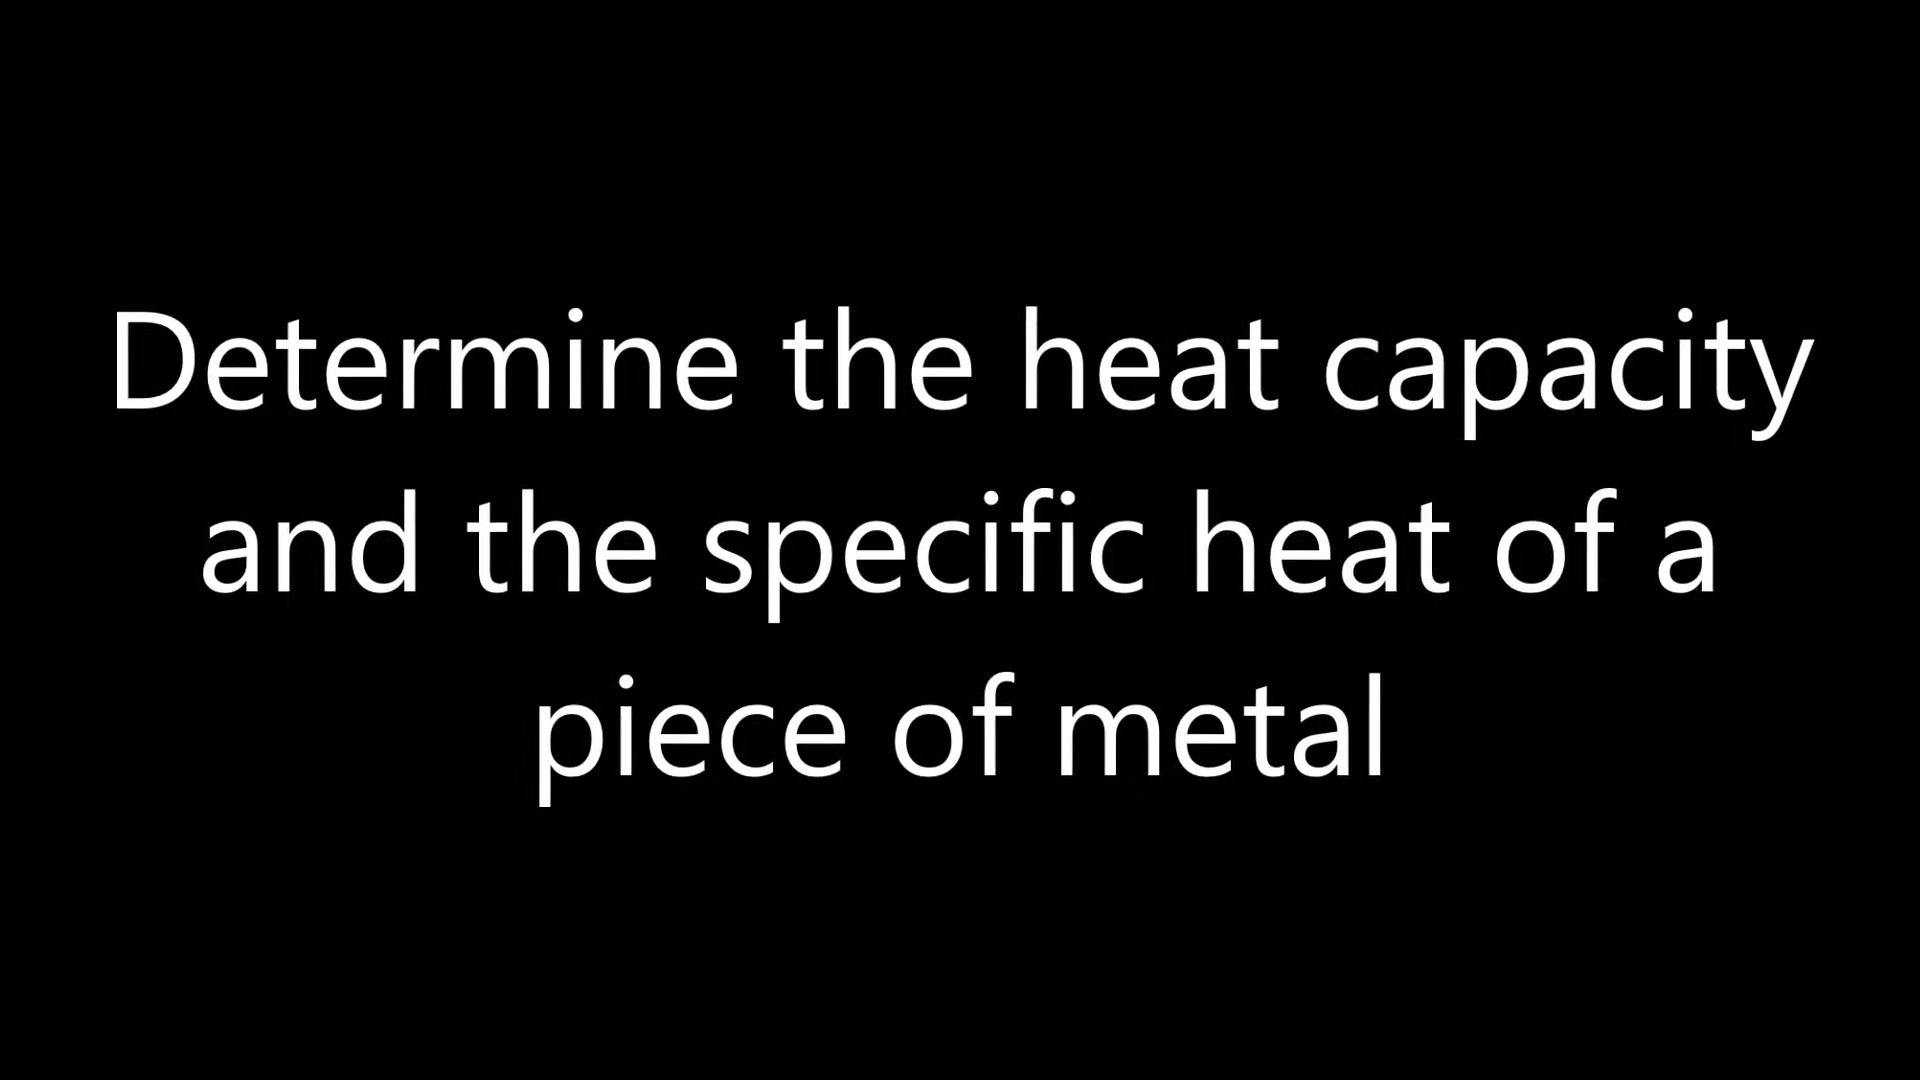 Determine the heat capacity
and the specific heat of a
piece of metal